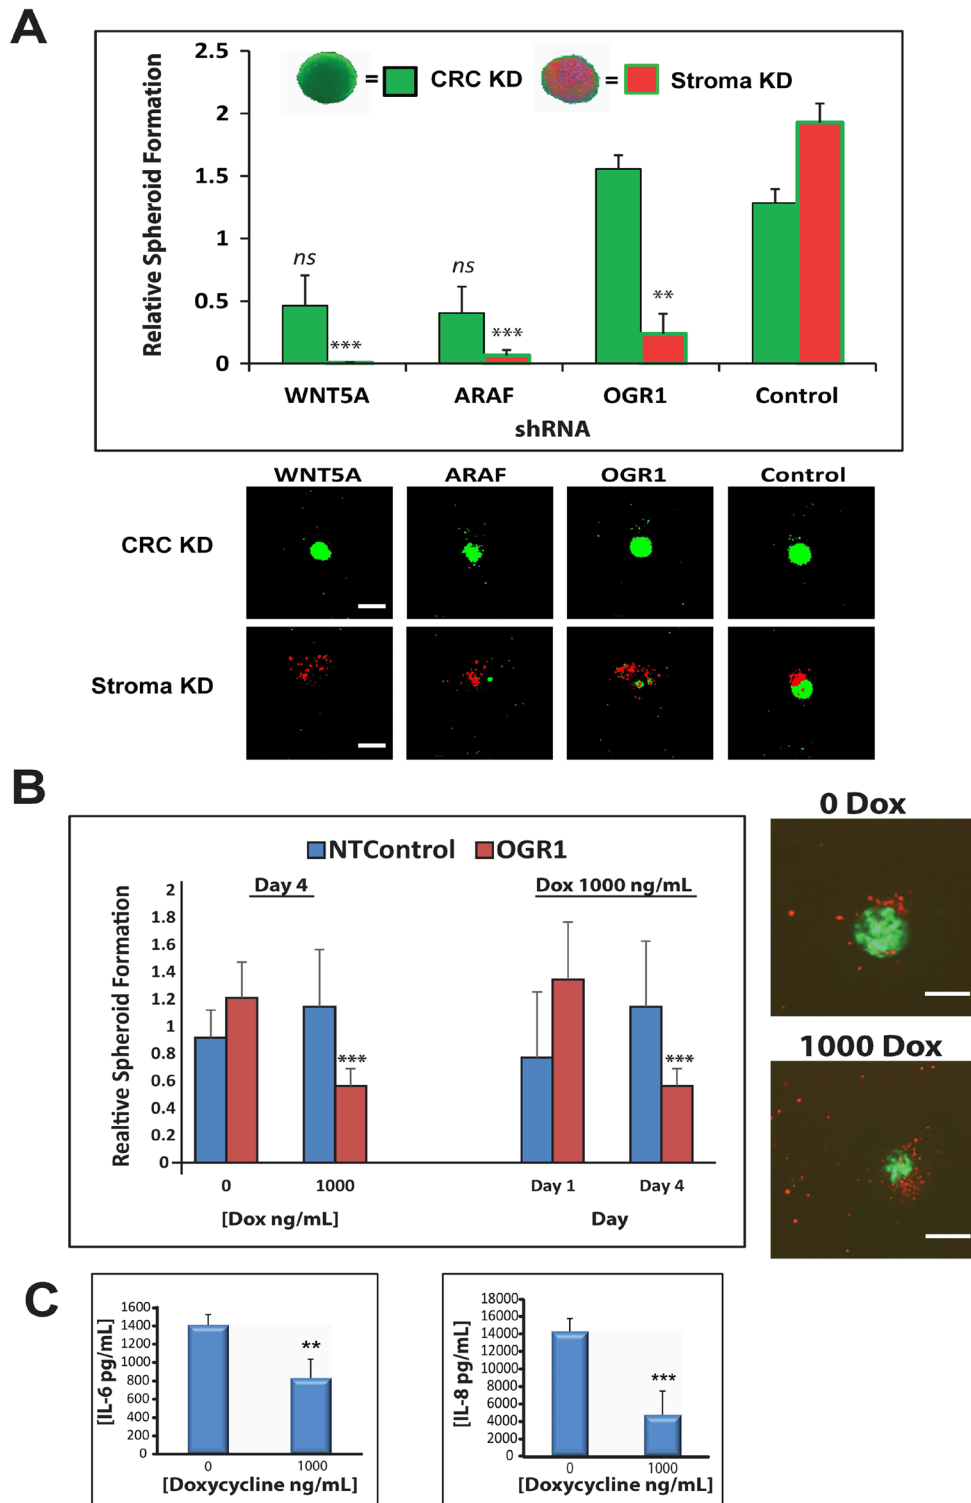 A
Relative Spheroid Formation
2.5
2
1.5
1
0.5
0
= CRC KD
= Stroma KD
ns
***
ns
***
**
WNT5A ARAF OGR1 Control
shRNA
WNT5A ARAF OGR1 Control
CRC KD
Stroma KD
B
NTControl OGR1
Realtive Spheroid Formation
2
1.8
1.6
1.4
1.2
1
0.8
0.6
0.4
0.2
0
Day 4
Dox 1000 ng/mL
***
***
0 1000
Day 1 Day 4
[Dox ng/mL]
Day
0 Dox
1000 Dox
C
[IL-6 pg/mL]
1600
1400
1200
1000
800
600
400
200
0
**
0 1000
[Doxycycline ng/mL]
[IL-8 pg/mL]
18000
16000
14000
12000
10000
8000
6000
4000
2000
0
***
0 1000
[Doxycycline ng/mL]